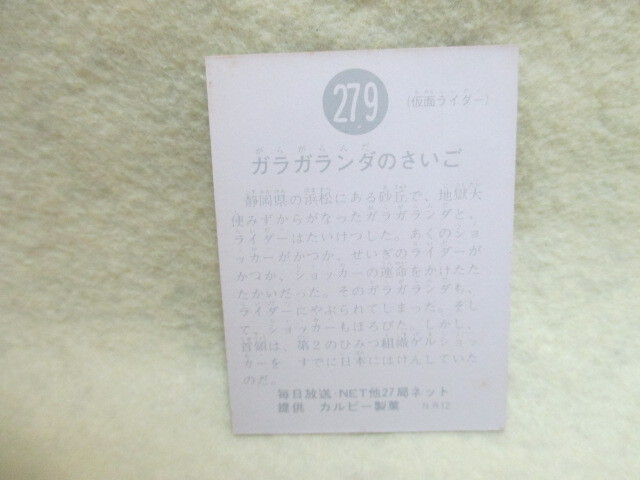 279
(仮面ライダー)
ガラガランダのさいご
静岡県の浜松にある砂丘で、地獄大
使みずからがなったガラガランダと、
ライダーはたいけつした。あくのショ
ッカーがかつか、せいぎのライダーが
かつか、ショッカーの運命をかけたた
たかいだった。そのガラガランダも、
ライダーにやぶられてしまった。そし
て、ショッカーもほろびた。しかし、
首領は、第2のひみつ組織ゲルショッ
カーを すでに日本にはけんしていた
のだ。
毎日放送・NET他27局ネット
提供 カルビー製菓 N.R12